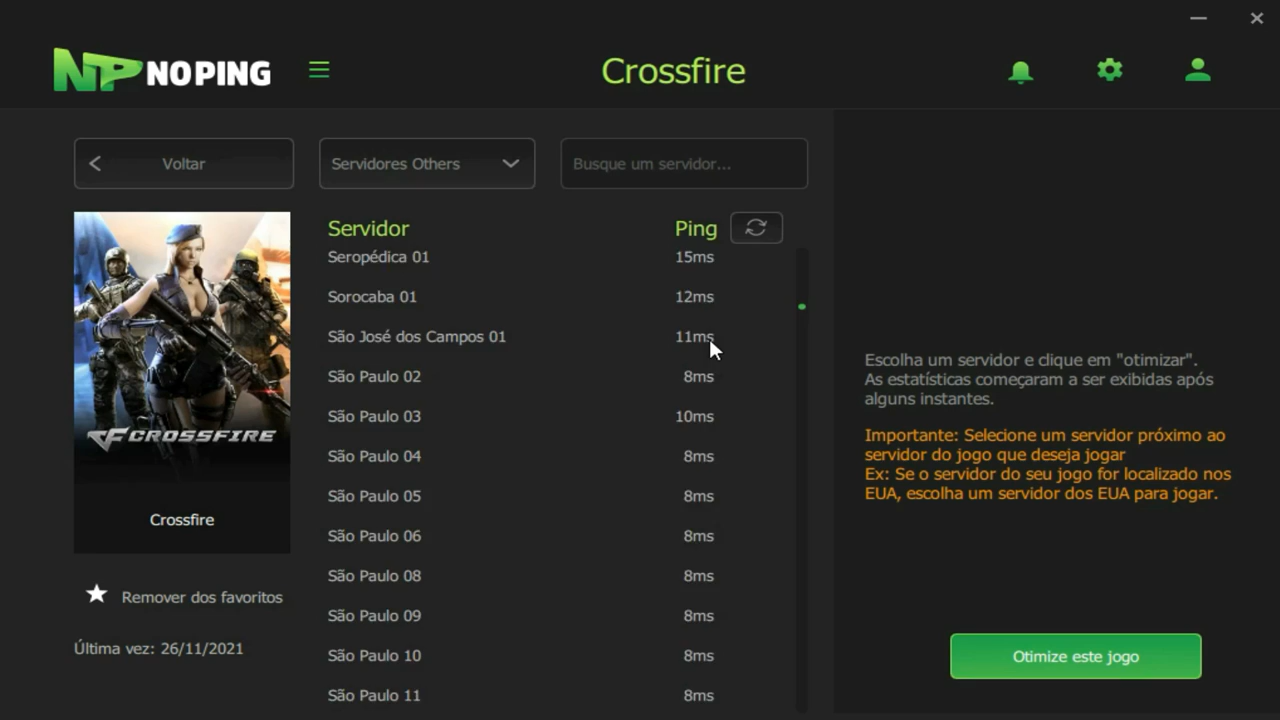 NP NOPING
Crossfire
Voltar
Servidores Others
Busque um servidor...
Servidor Ping
Seropédica 01 15ms
Sorocaba 01 12ms
São José dos Campos 01 11ms
São Paulo 02 8ms
São Paulo 03 10ms
São Paulo 04 8ms
São Paulo 05 8ms
São Paulo 06 8ms
São Paulo 08 8ms
São Paulo 09 8ms
São Paulo 10 8ms
São Paulo 11 8ms
CF CROSSFIRE
Crossfire
Remover dos favoritos
Última vez: 26/11/2021
Escolha um servidor e clique em "otimizar".
As estatísticas começaram a ser exibidas após
alguns instantes.
Importante: Selecione um servidor próximo ao
servidor do jogo que deseja jogar
Ex: Se o servidor do seu jogo for localizado nos
EUA, escolha um servidor dos EUA para jogar.
Otimize este jogo